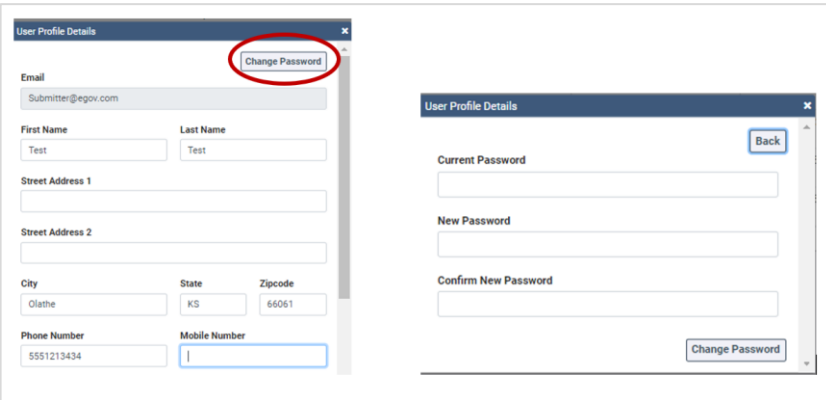 User Profile Details ×
Change Password
Email
Submitter@egov.com
First Name Last Name
Test Test
Street Address 1
Street Address 2
City State Zipcode
Olathe KS 66061
Phone Number Mobile Number
5551213434
User Profile Details ×
Back
Current Password
New Password
Confirm New Password
Change Password